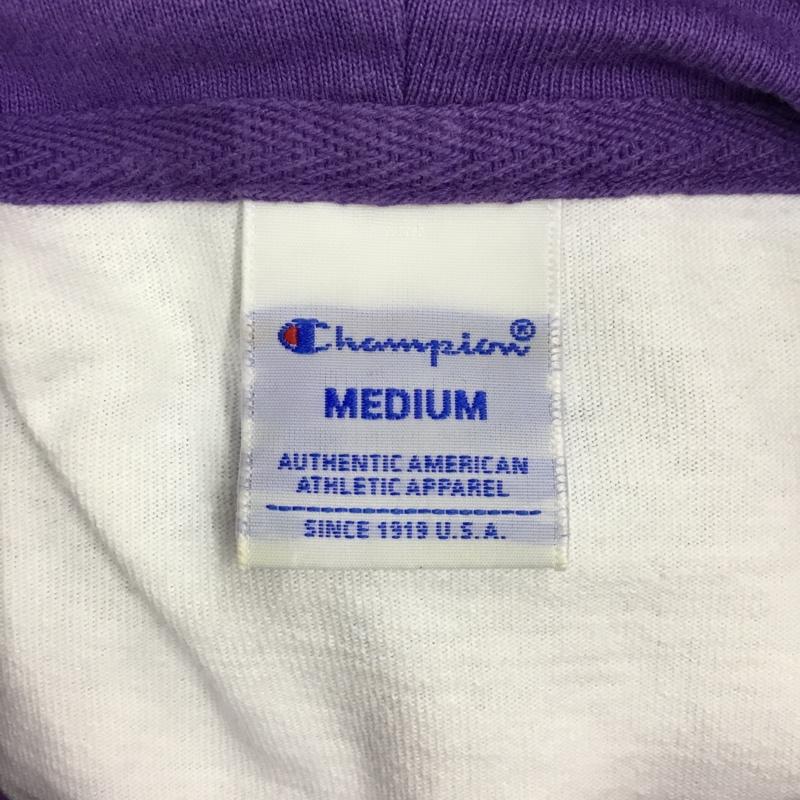 Champion®
MEDIUM
AUTHENTIC AMERICAN
ATHLETIC APPAREL
SINCE 1919 U.S.A.